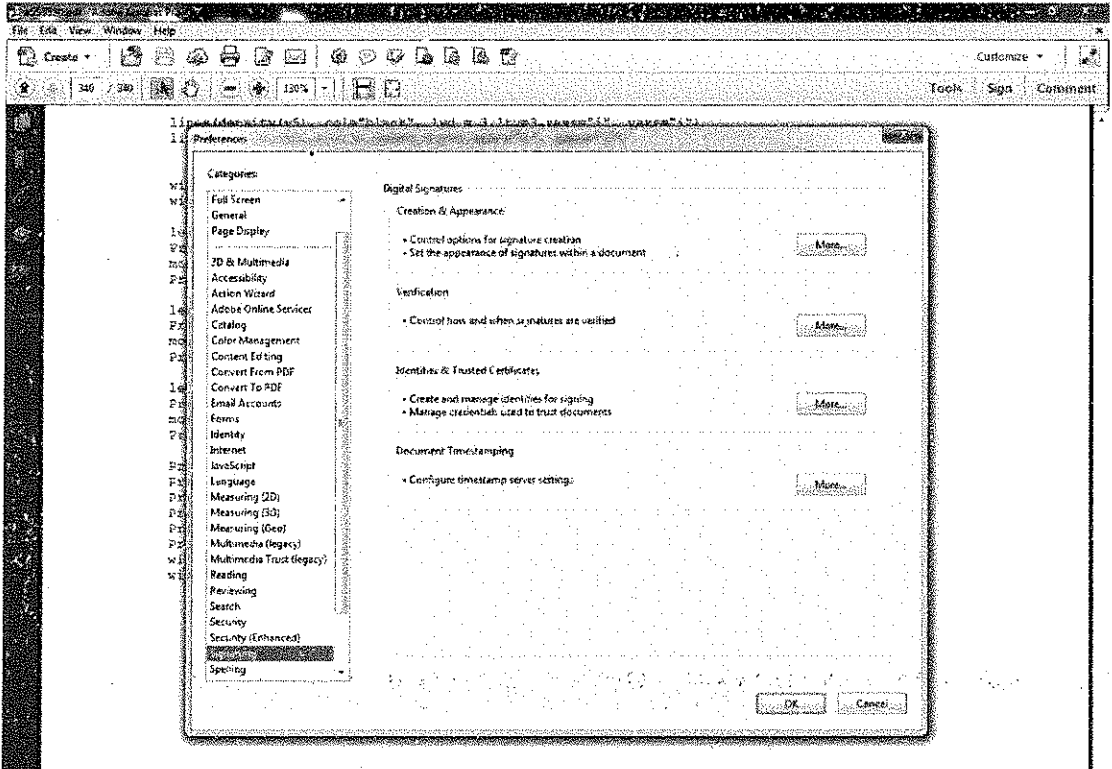 File Edit View Window Help
Create Customize
340 / 380 120% Tools Sign Comment
Preferences
Categories:
Full Screen
General
Page Display
3D & Multimedia
Accessibility
Action Wizard
Adobe Online Services
Catalog
Color Management
Content Editing
Convert From PDF
Convert To PDF
Email Accounts
Forms
Identity
Internet
JavaScript
Language
Measuring (2D)
Measuring (3D)
Measuring (Geo)
Multimedia (legacy)
Multimedia Trust (legacy)
Reading
Reviewing
Search
Security
Security (Enhanced)
Spelling
Digital Signatures
Creation & Appearance
• Control options for signature creation
• Set the appearance of signatures within a document
More...
Verification
• Control how and when signatures are verified
More...
Identities & Trusted Certificates
• Create and manage identities for signing
• Manage credentials used to trust documents
More...
Document Timestamping
• Configure timestamp server settings
More...
OK Cancel